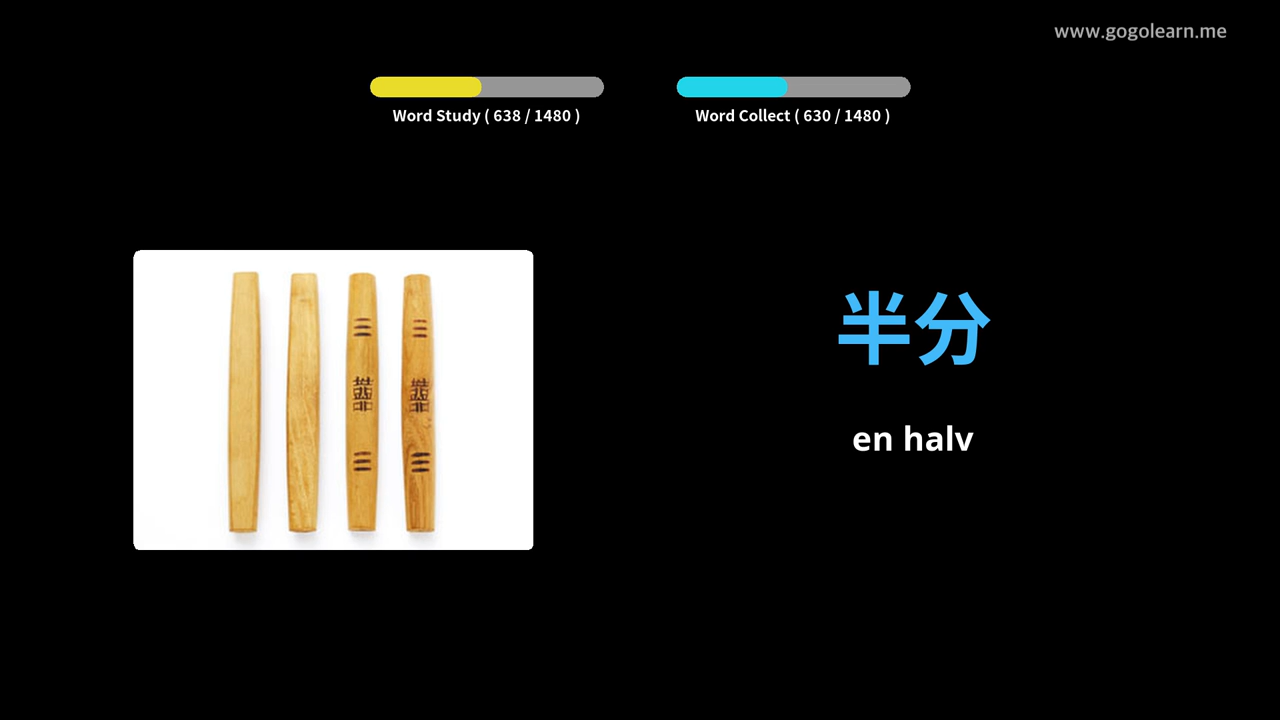 www.gogolearn.me
Word Study ( 638 / 1480 )
Word Collect ( 630 / 1480 )
半分
en halv